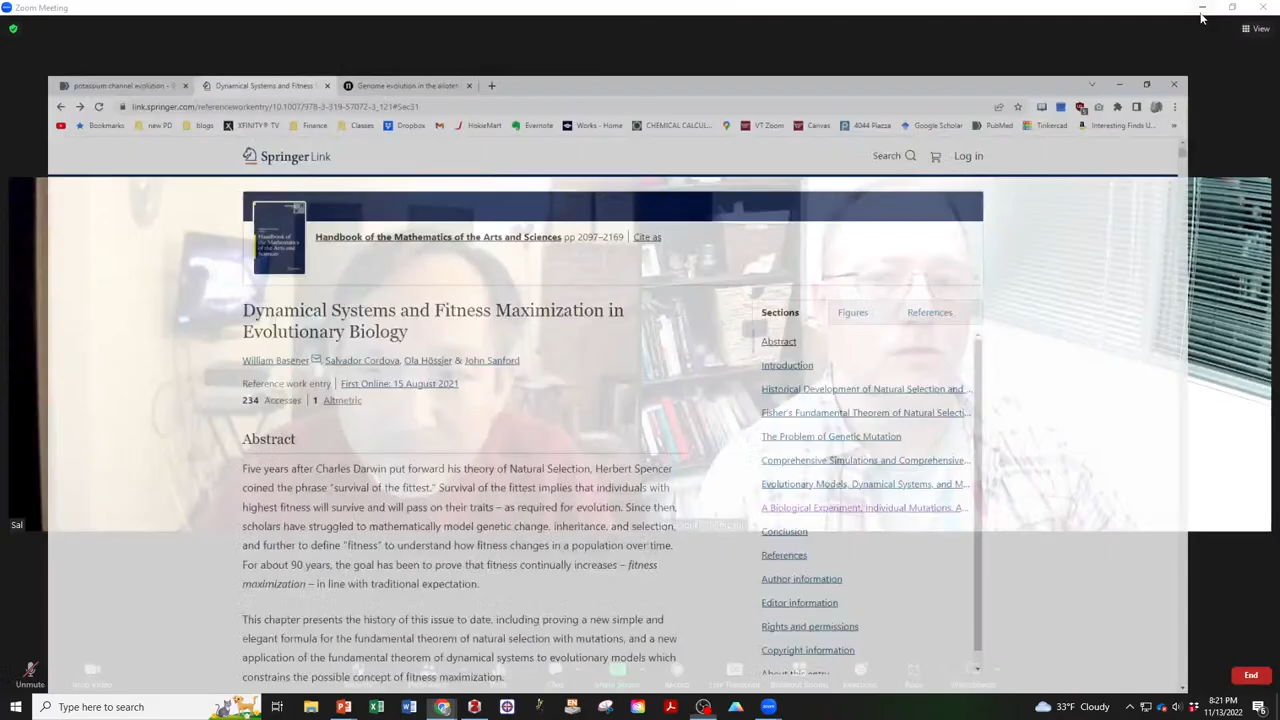 Zoom Meeting
View
potassium channel evolution -
Dynamical Systems and Fitness
Genome evolution in the allotet
link.springer.com/referenceworkentry/10.1007/978-3-319-57072-3_121#Sec31
Bookmarks
new PD
blogs
XFINITY® TV
Finance
Classes
Dropbox
HokieMart
Evernote
Works - Home
CHEMICAL CALCUL...
VT Zoom
Canvas
4044 Piazza
Google Scholar
PubMed
Tinkercad
Interesting Finds U...
Springer Link
Search
Log in
Handbook of the Mathematics of the Arts and Sciences pp 2097–2169 | Cite as
Dynamical Systems and Fitness Maximization in
Evolutionary Biology
William Basener, Salvador Cordova, Ola Hössjer & John Sanford
Reference work entry | First Online: 15 August 2021
234 Accesses | 1 Altmetric
Abstract
Five years after Charles Darwin put forward his theory of Natural Selection, Herbert Spencer
coined the phrase “survival of the fittest.” Survival of the fittest implies that individuals with
highest fitness will survive and will pass on their traits – as required for evolution. Since then,
scholars have struggled to mathematically model genetic change, inheritance, and selection,
and further to define “fitness” to understand how fitness changes in a population over time.
For about 90 years, the goal has been to prove that fitness continually increases – fitness
maximization – in line with traditional expectation.
This chapter presents the history of this issue to date, including proving a new simple and
elegant formula for the fundamental theorem of natural selection with mutations, and a new
application of the fundamental theorem of dynamical systems to evolutionary models which
constrains the possible concept of fitness maximization.
Sections
Figures
References
Abstract
Introduction
Historical Development of Natural Selection and ...
Fisher's Fundamental Theorem of Natural Selecti...
The Problem of Genetic Mutation
Comprehensive Simulations and Comprehensive...
Evolutionary Models, Dynamical Systems, and M...
A Biological Experiment, Individual Mutations, A...
Conclusion
References
Author information
Editor information
Rights and permissions
Copyright information
About this entry
Sal
Unmute
End
Type here to search
33°F Cloudy
8:21 PM
11/13/2022